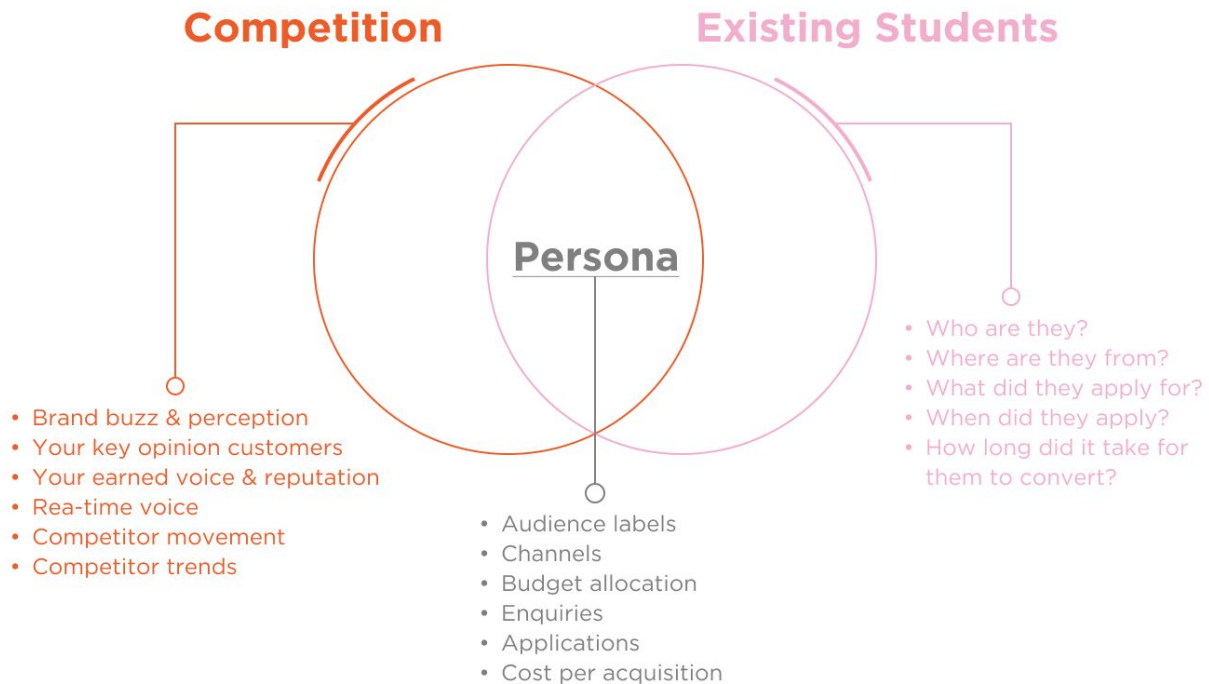 Competition
Existing Students
Persona
• Brand buzz & perception
• Your key opinion customers
• Your earned voice & reputation
• Rea-time voice
• Competitor movement
• Competitor trends
• Audience labels
• Channels
• Budget allocation
• Enquiries
• Applications
• Cost per acquisition
• Who are they?
• Where are they from?
• What did they apply for?
• When did they apply?
• How long did it take for
them to convert?